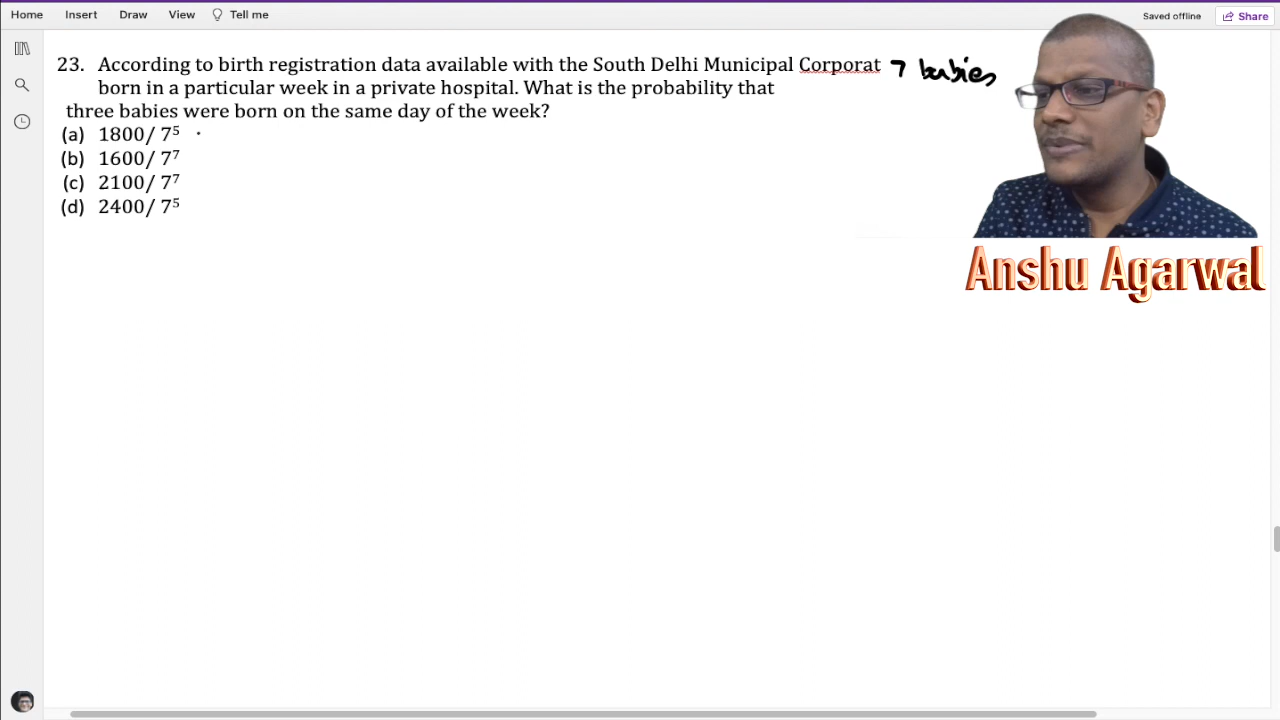 Home Insert Draw View Tell me Saved offline Share
23. According to birth registration data available with the South Delhi Municipal Corporat 7 babies
born in a particular week in a private hospital. What is the probability that
three babies were born on the same day of the week?
(a) 1800/ 7⁵
(b) 1600/ 7⁷
(c) 2100/ 7⁷
(d) 2400/ 7⁵
Anshu Agarwal